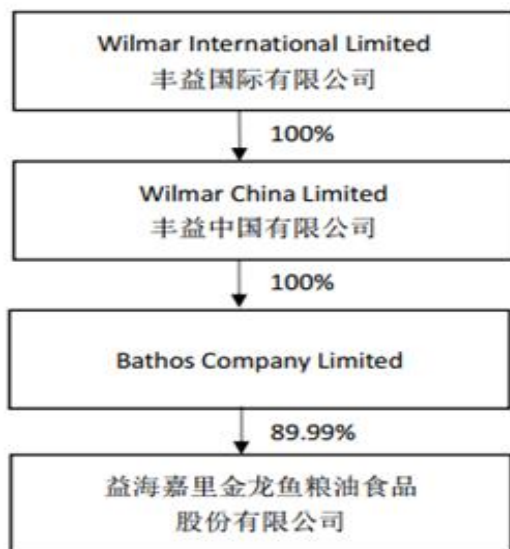 Wilmar International Limited
丰益国际有限公司
100%
Wilmar China Limited
丰益中国有限公司
100%
Bathos Company Limited
89.99%
益海嘉里金龙鱼粮油食品
股份有限公司